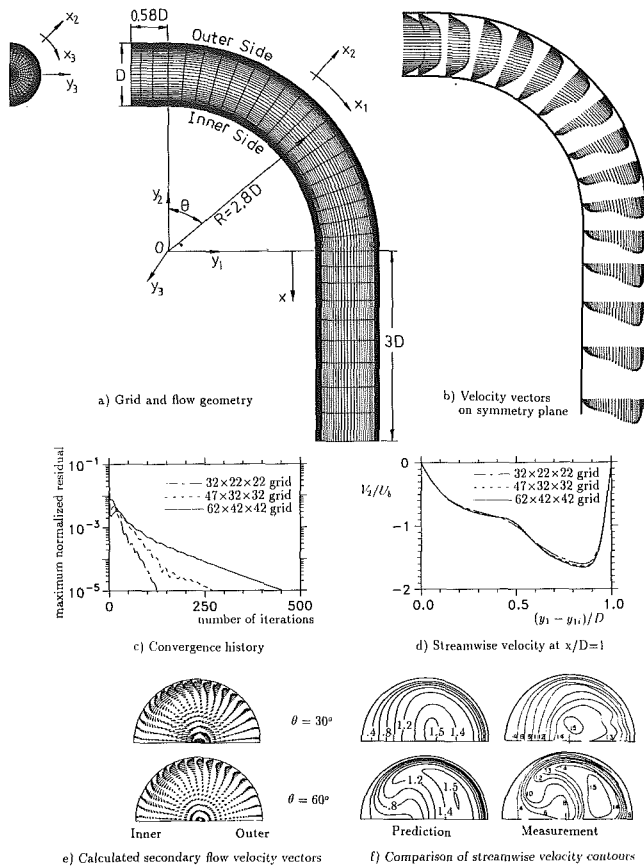 0.58D
x₂
x₃
y₃
D
Outer Side
Inner Side
x₂
x₁
y₂
θ
R=2,8D
O
y₁
y₃
x
3D
a) Grid and flow geometry
b) Velocity vectors
on symmetry plane
maximum normalized residual
10⁻¹
10⁻³
10⁻⁵
32×22×22 grid
47×32×32 grid
62×42×42 grid
0
250
500
number of iterations
c) Convergence history
V₂/U_b
0
−1
−2
32×22×22 grid
47×32×32 grid
62×42×42 grid
0.0
0.5
1.0
(y₁ − y₁ᵢ)/D
d) Streamwise velocity at x/D=1
θ = 30°
θ = 60°
Inner
Outer
e) Calculated secondary flow velocity vectors
.4 .8 1.2 1.5 1.4
1.2
1.5
.8
1.4
Prediction
Measurement
f) Comparison of streamwise velocity contours